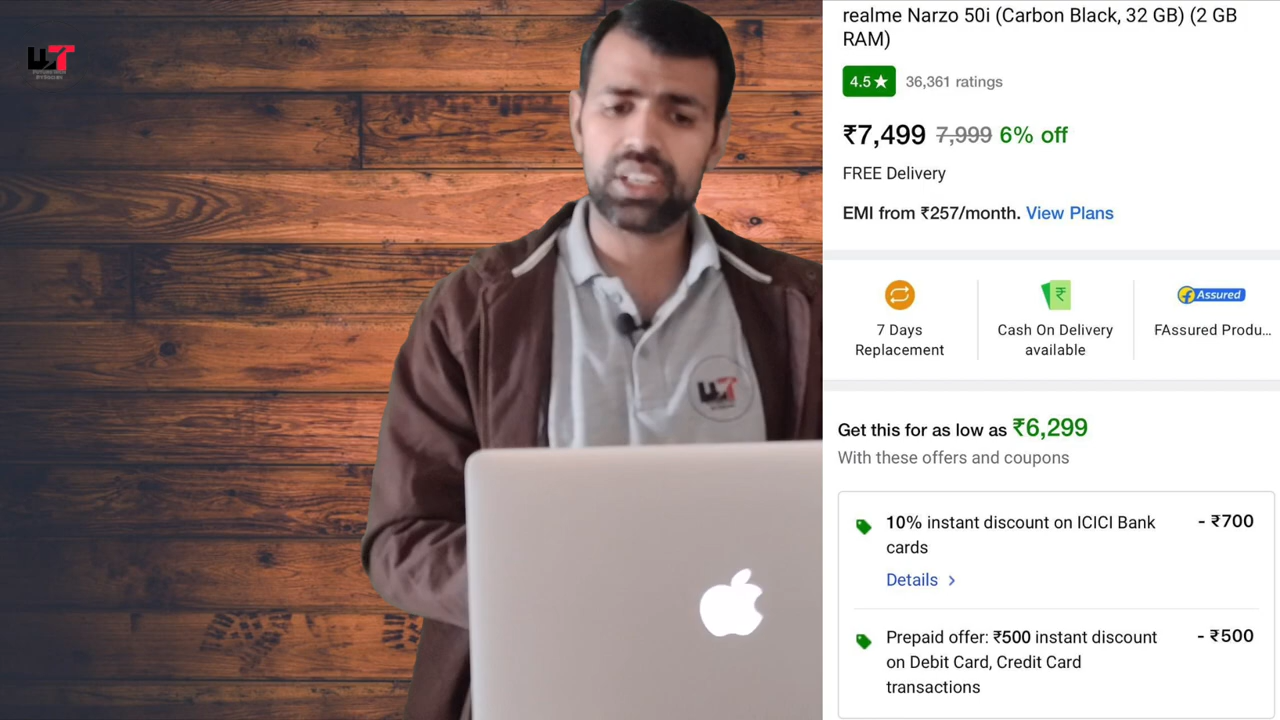 UT
realme Narzo 50i (Carbon Black, 32 GB) (2 GB
RAM)
4.5★ 36,361 ratings
₹7,499 7,999 6% off
FREE Delivery
EMI from ₹257/month. View Plans
7 Days
Replacement
Cash On Delivery
available
Assured
FAssured Produ...
UT
Get this for as low as ₹6,299
With these offers and coupons
10% instant discount on ICICI Bank
cards
- ₹700
Details >
Prepaid offer: ₹500 instant discount
on Debit Card, Credit Card
transactions
- ₹500